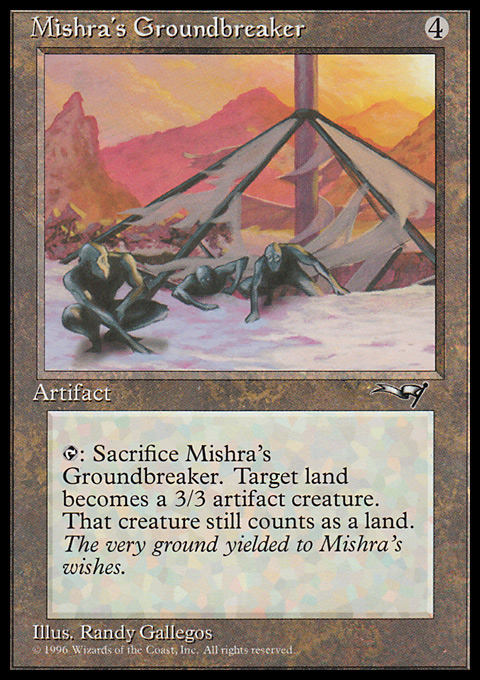 Mishra's Groundbreaker 4
Artifact
: Sacrifice Mishra's
Groundbreaker. Target land
becomes a 3/3 artifact creature.
That creature still counts as a land.
The very ground yielded to Mishra's
wishes.
Illus. Randy Gallegos
© 1996 Wizards of the Coast, Inc. All rights reserved.